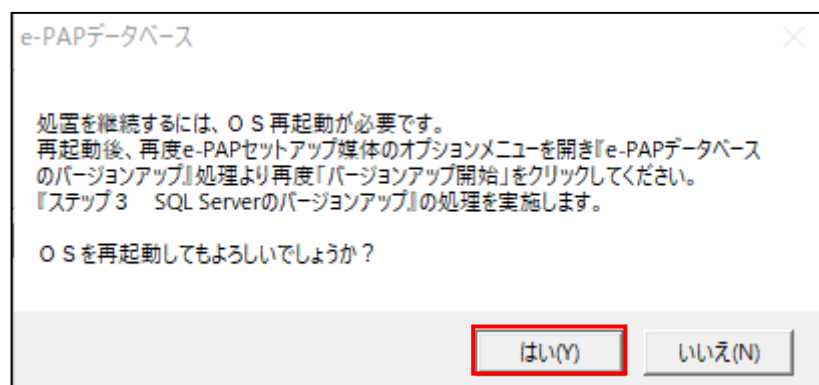 e-PAPデータベース
処置を継続するには、ＯＳ再起動が必要です。
再起動後、再度e-PAPセットアップ媒体のオプションメニューを開き『e-PAPデータベース
のバージョンアップ』処理より再度「バージョンアップ開始」をクリックしてください。
『ステップ３　SQL Serverのバージョンアップ』の処理を実施します。
ＯＳを再起動してもよろしいでしょうか？
はい(Y)
いいえ(N)